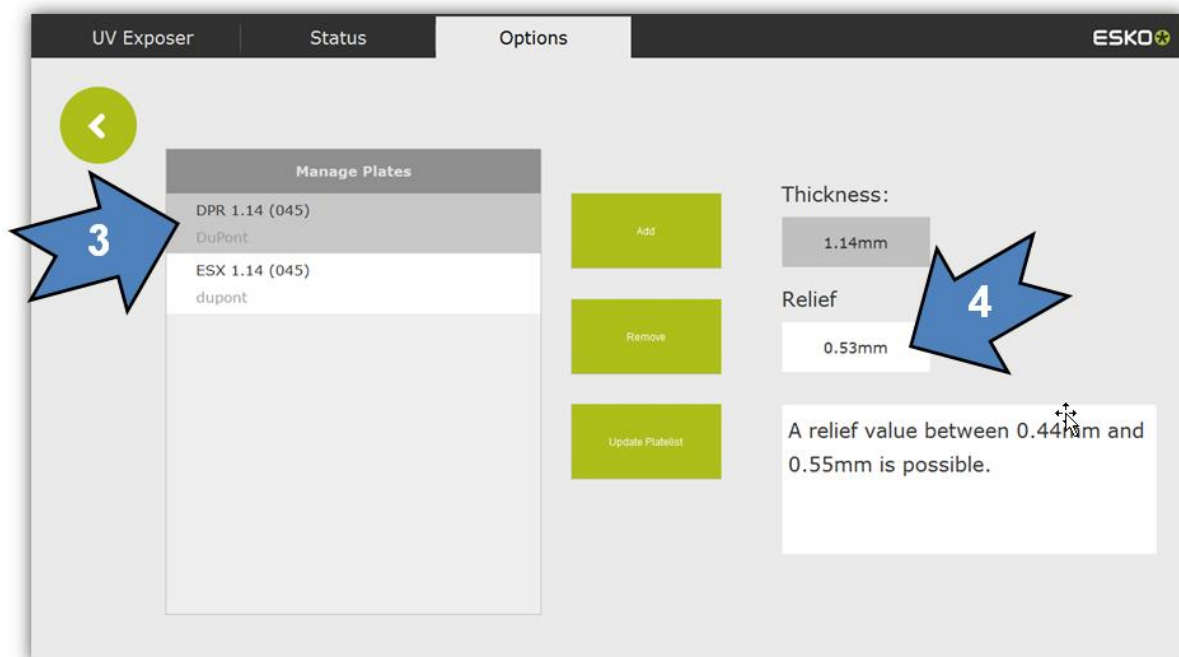 UV Exposer
Status
Options
ESKO
Manage Plates
DPR 1.14 (045)
DuPont
ESX 1.14 (045)
dupont
3
Add
Remove
Update Platelist
Thickness:
1.14mm
Relief
0.53mm
4
A relief value between 0.44mm and
0.55mm is possible.